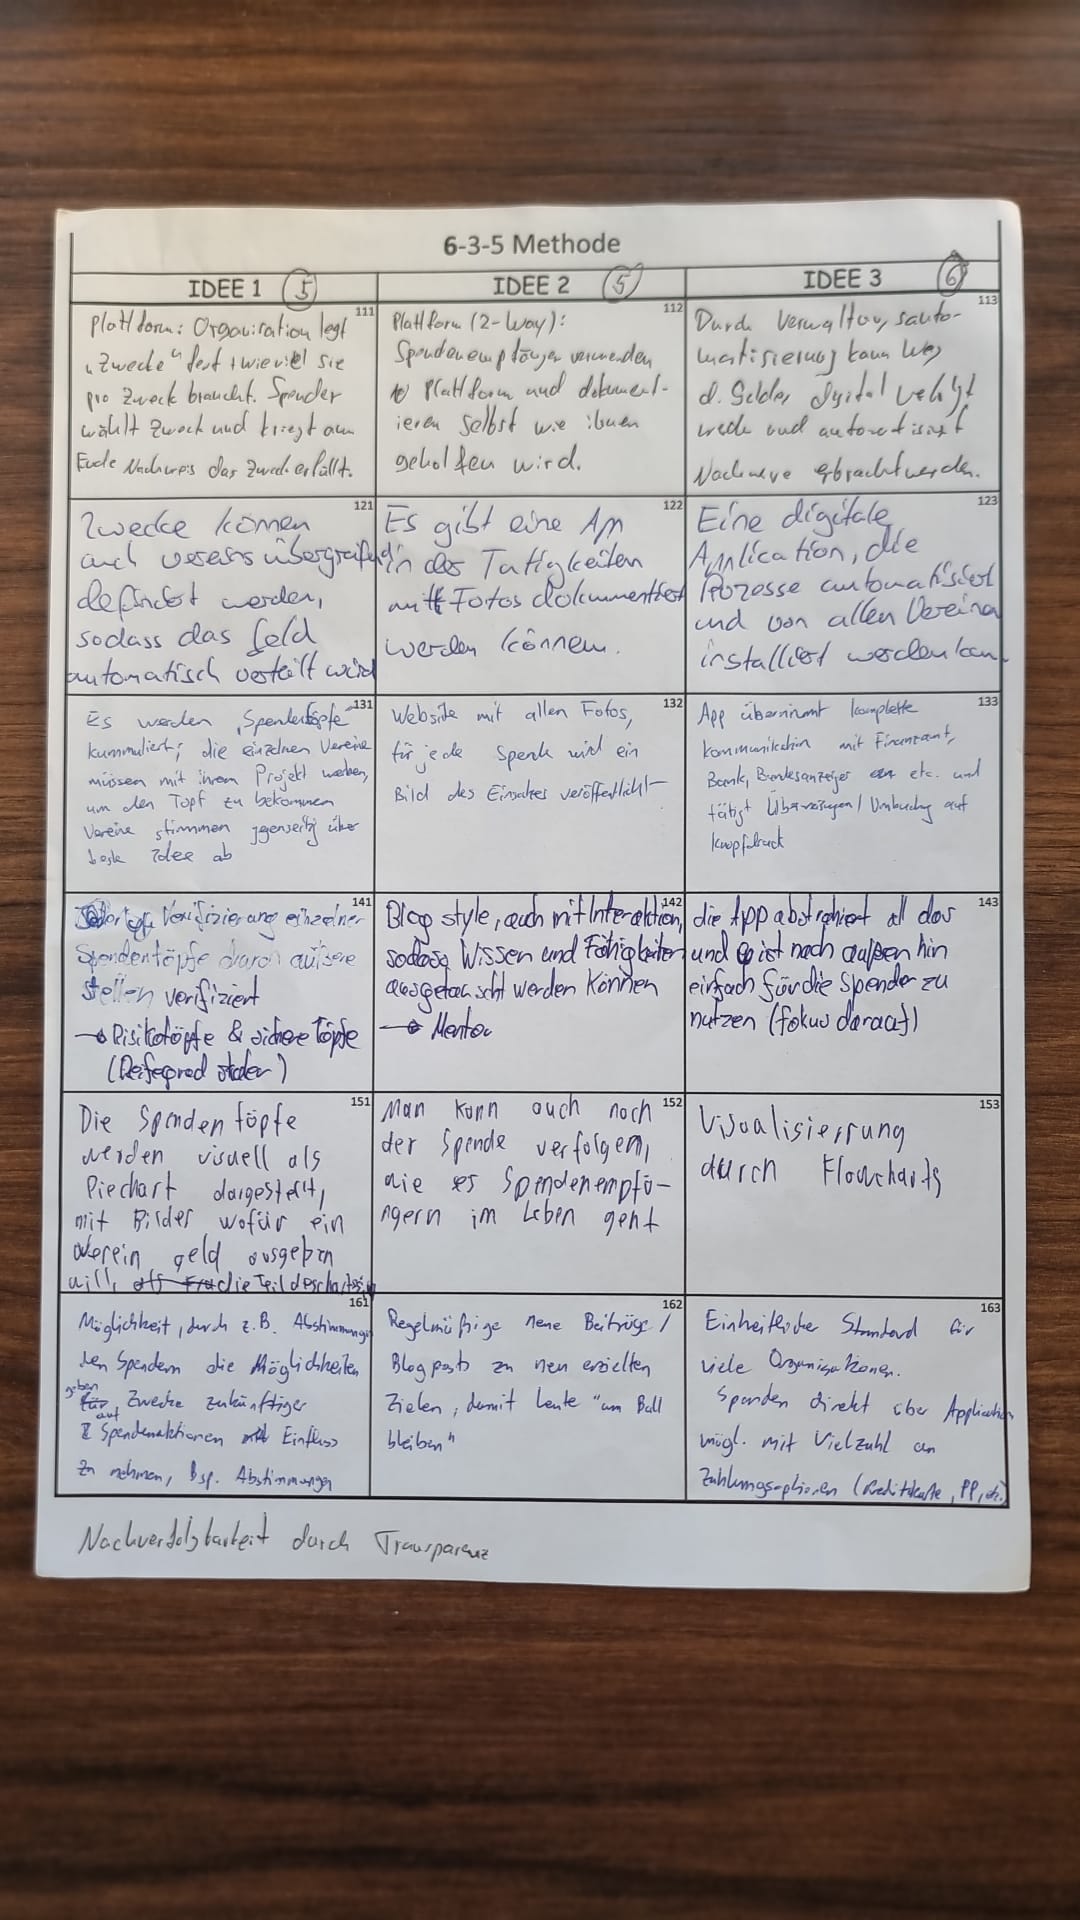 6-3-5 Methode
IDEE 1 5
IDEE 2 5
IDEE 3 6
111
Plattform: Organisation legt
"Zwecke" fest + wieviel sie
pro Zweck braucht. Spender
wählt Zweck und kriegt am
Ende Nachweis das Zweck erfüllt.
112
Plattform (2-Way):
Spendenempfänger verwenden
Plattform und dokument-
ieren selbst wie ihnen
geholfen wird.
113
Durch Verwaltungsauto-
matisierung kann Weg
d. Gelder digital verfolgt
werde und automatisiert
Nachweise erbracht werden.
121
Zwecke können
auch vereinsübergreifend
definiert werden,
sodass das Geld
automatisch verteilt wird
122
Es gibt eine App
in der Tätigkeiten
mit Fotos dokumentiert
werden können.
123
Eine digitale
Application, die
Prozesse automatisiert
und von allen Vereinen
installiert werden kann.
131
Es werden Spendentöpfe
kummuliert, die einzelnen Vereine
müssen mit ihrem Projekt werben,
um den Topf zu bekommen
Vereine stimmen gegenseitig über
beste Idee ab
132
Website mit allen Fotos,
für jede Spende wird ein
Bild des Einsatzes veröffentlicht
133
App übernimmt komplette
Kommunikation mit Finanzamt,
Bank, Bundesanzeiger etc. und
tätigt Überweisungen/Umbuchung auf
Knopfdruck
141
Verifizierung einzelner
Spendentöpfe durch äußere
stellen verifiziert
→ Risikotöpfe & sichere Töpfe
(Reifegrad )
142
Blog style, auch mit Interaktion,
sodass Wissen und Fähigkeiten
ausgetauscht werden können
→ Mentor
143
die App abstrahiert all das
und ist nach außen hin
einfach für die Spender zu
nutzen (fokus darauf)
151
Die Spendentöpfe
werden visuell als
Piechart dargestellt,
mit Bilder wofür ein
Verein geld ausgeben
will, die Teil des charts sind
152
Man kann auch noch
der Spende verfolgen,
wie es Spendenempfä-
ngern im Leben geht
153
Visualisierung
durch Flowcharts
161
Möglichkeit, durch z.B. Abstimmungen
den Spendern die Möglichkeiten
geben Zwecke zukünftiger
auf Spendenaktionen Einfluss
zu nehmen, Bsp. Abstimmungen
162
Regelmäßige neue Beiträge /
Blogposts zu neu erzielten
Zielen, damit Leute "am Ball
bleiben"
163
Einheitlicher Standard für
viele Organisationen.
Spenden direkt über Application
mögl. mit Vielzahl an
Zahlungsoptionen (Kreditkarte, PP, etc.)
Nachverfolgbarkeit durch Transparenz